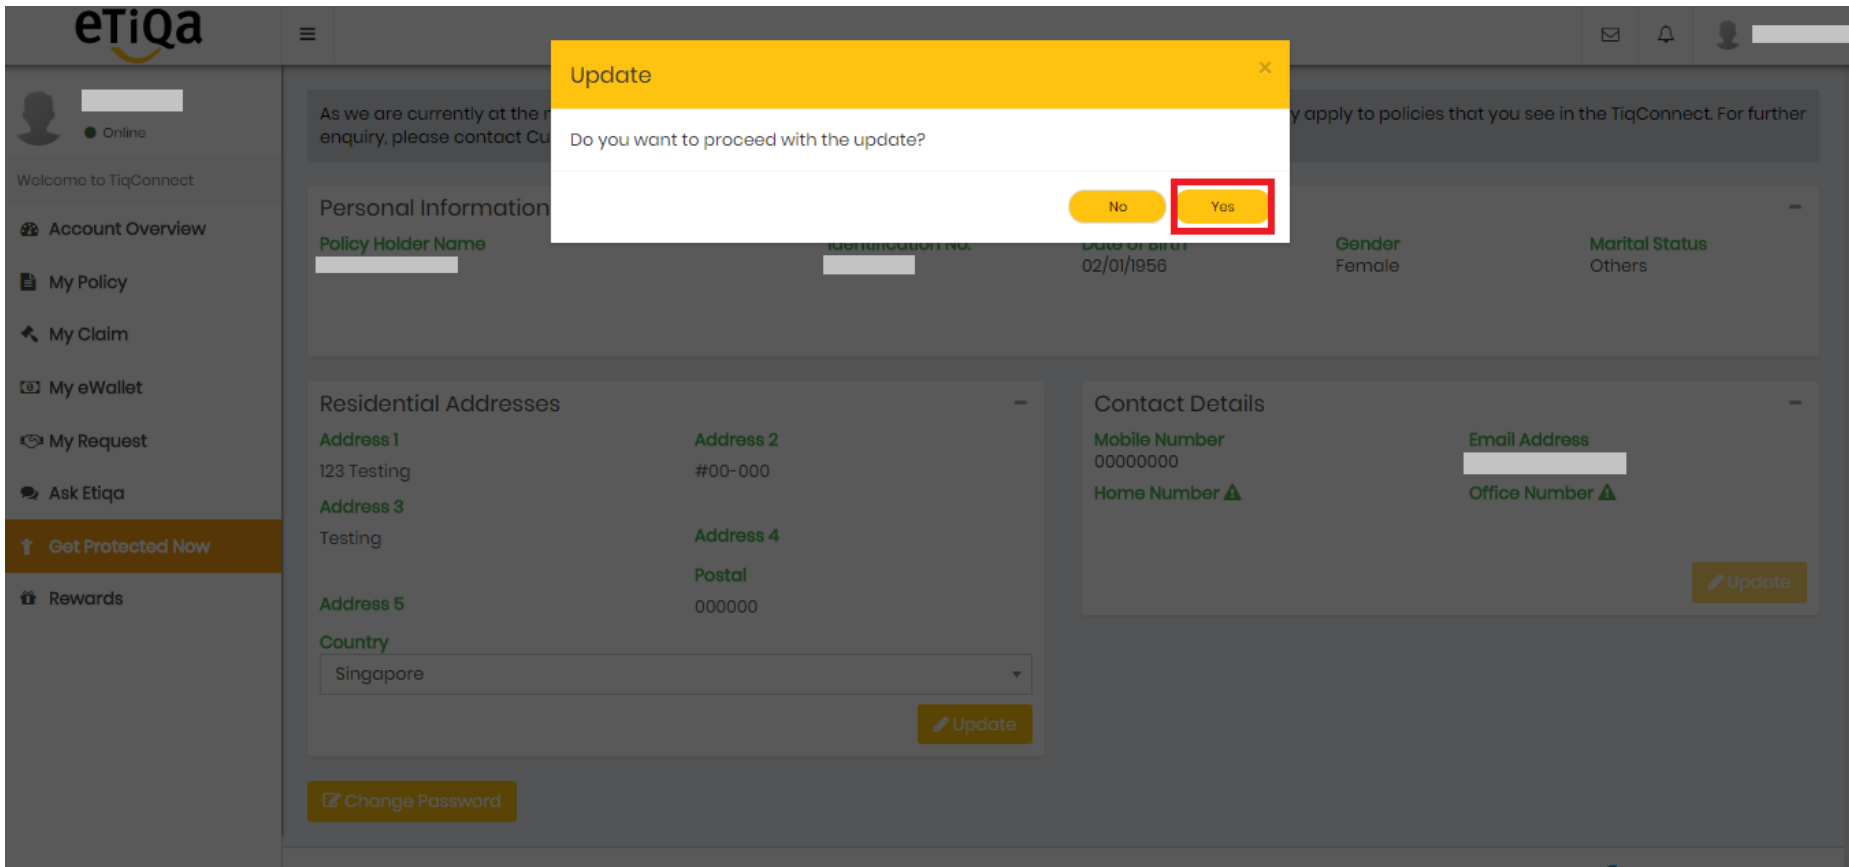 eTiQa
Update
×
As we are currently at the
y apply to policies that you see in the TiqConnect. For further
enquiry, please contact Cu
Do you want to proceed with the update?
No
Yes
Online
Welcome to TiqConnect
Account Overview
My Policy
My Claim
My eWallet
My Request
Ask Etiqa
Get Protected Now
Rewards
Personal Information
Policy Holder Name
Identification No.
Date of Birth
02/01/1956
Gender
Female
Marital Status
Others
Residential Addresses
Address 1
123 Testing
Address 2
#00-000
Address 3
Testing
Address 4
Postal
000000
Address 5
Country
Singapore
Update
Contact Details
Mobile Number
00000000
Email Address
Home Number
Office Number
Update
Change Password